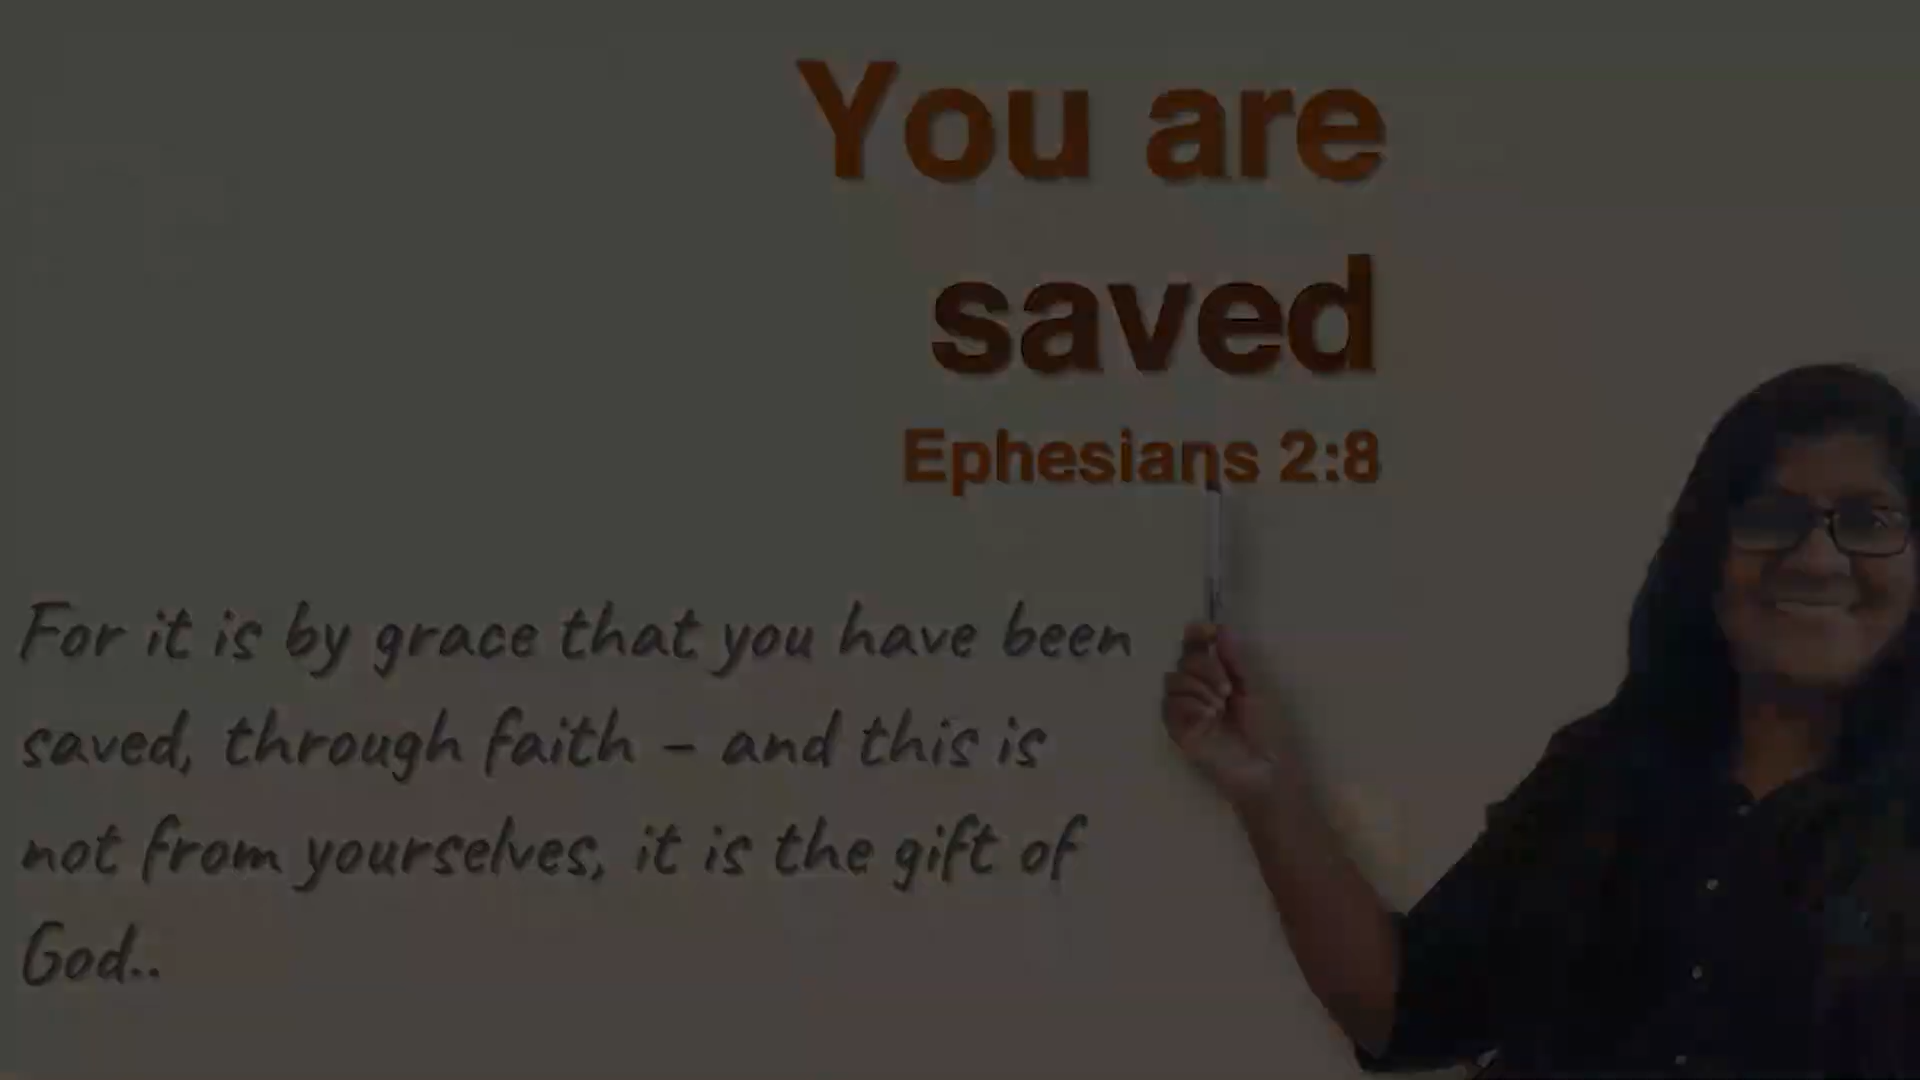 You are
saved
Ephesians 2:8
For it is by grace that you have been
saved, through faith – and this is
not from yourselves, it is the gift of
God..